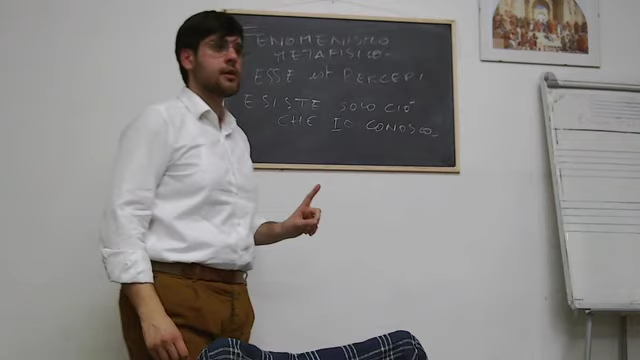 FENOMENISMO
METAFISICO-
ESSE est PERCEPI
ESISTE SOLO CIÒ
CHE IO CONOSCO-